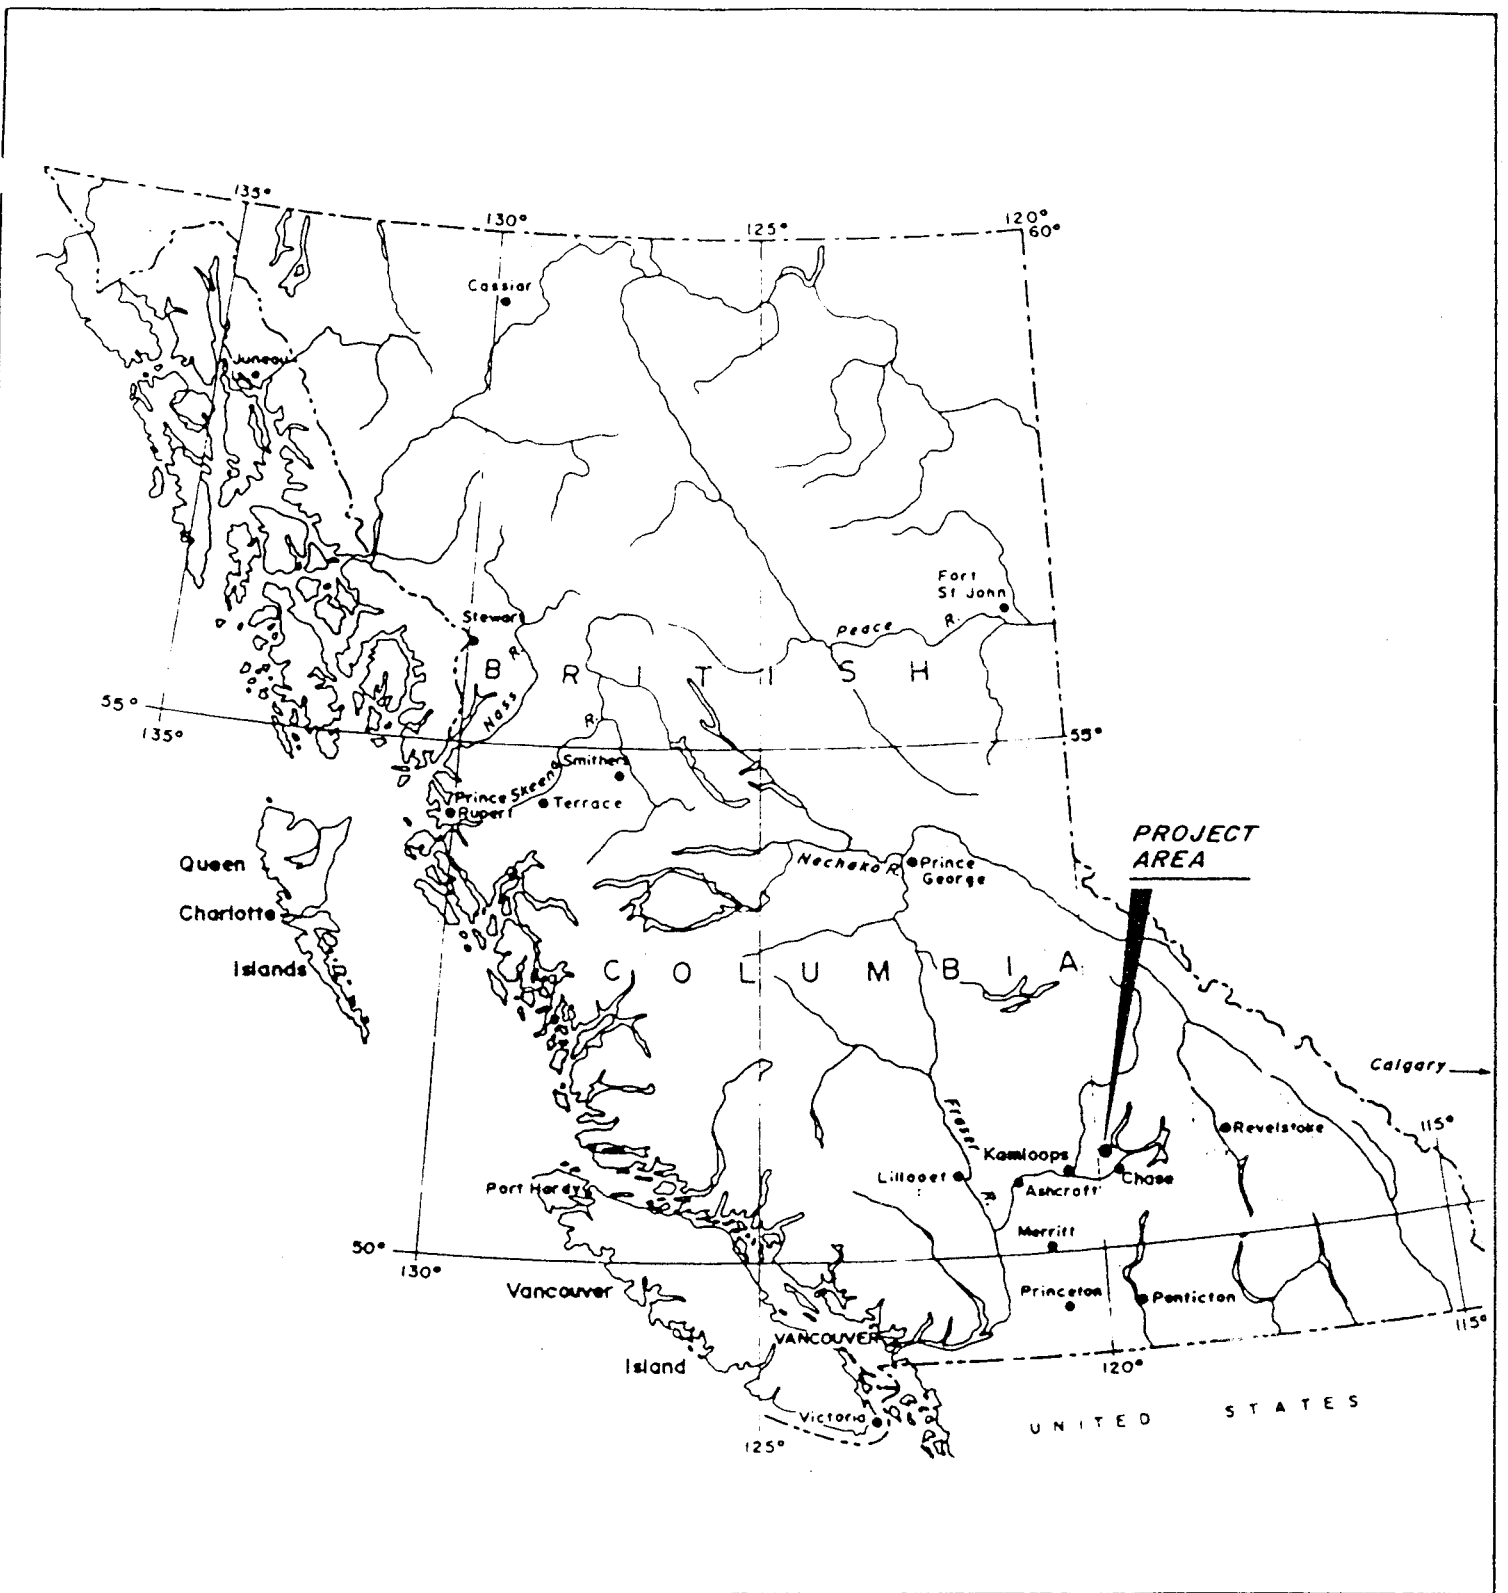 135°
130°
125°
120°
60°
Cassiar
Juneau
Fort
St John
Stewart
Peace R.
B R I T I S H
Nass R.
55°
135°
55°
R.
Smithers
Skeena
Prince
Rupert
Terrace
PROJECT
AREA
Queen
Nechako R.
Prince
George
Charlotte
Islands
C O L U M B I A
Calgary
Fraser
R.
115°
Revelstoke
Kamloops
Lillooet
Ashcroft
Chase
Port Hardy
Merritt
50°
130°
Vancouver
Princeton
Penticton
115°
VANCOUVER
Island
120°
Victoria
UNITED STATES
125°